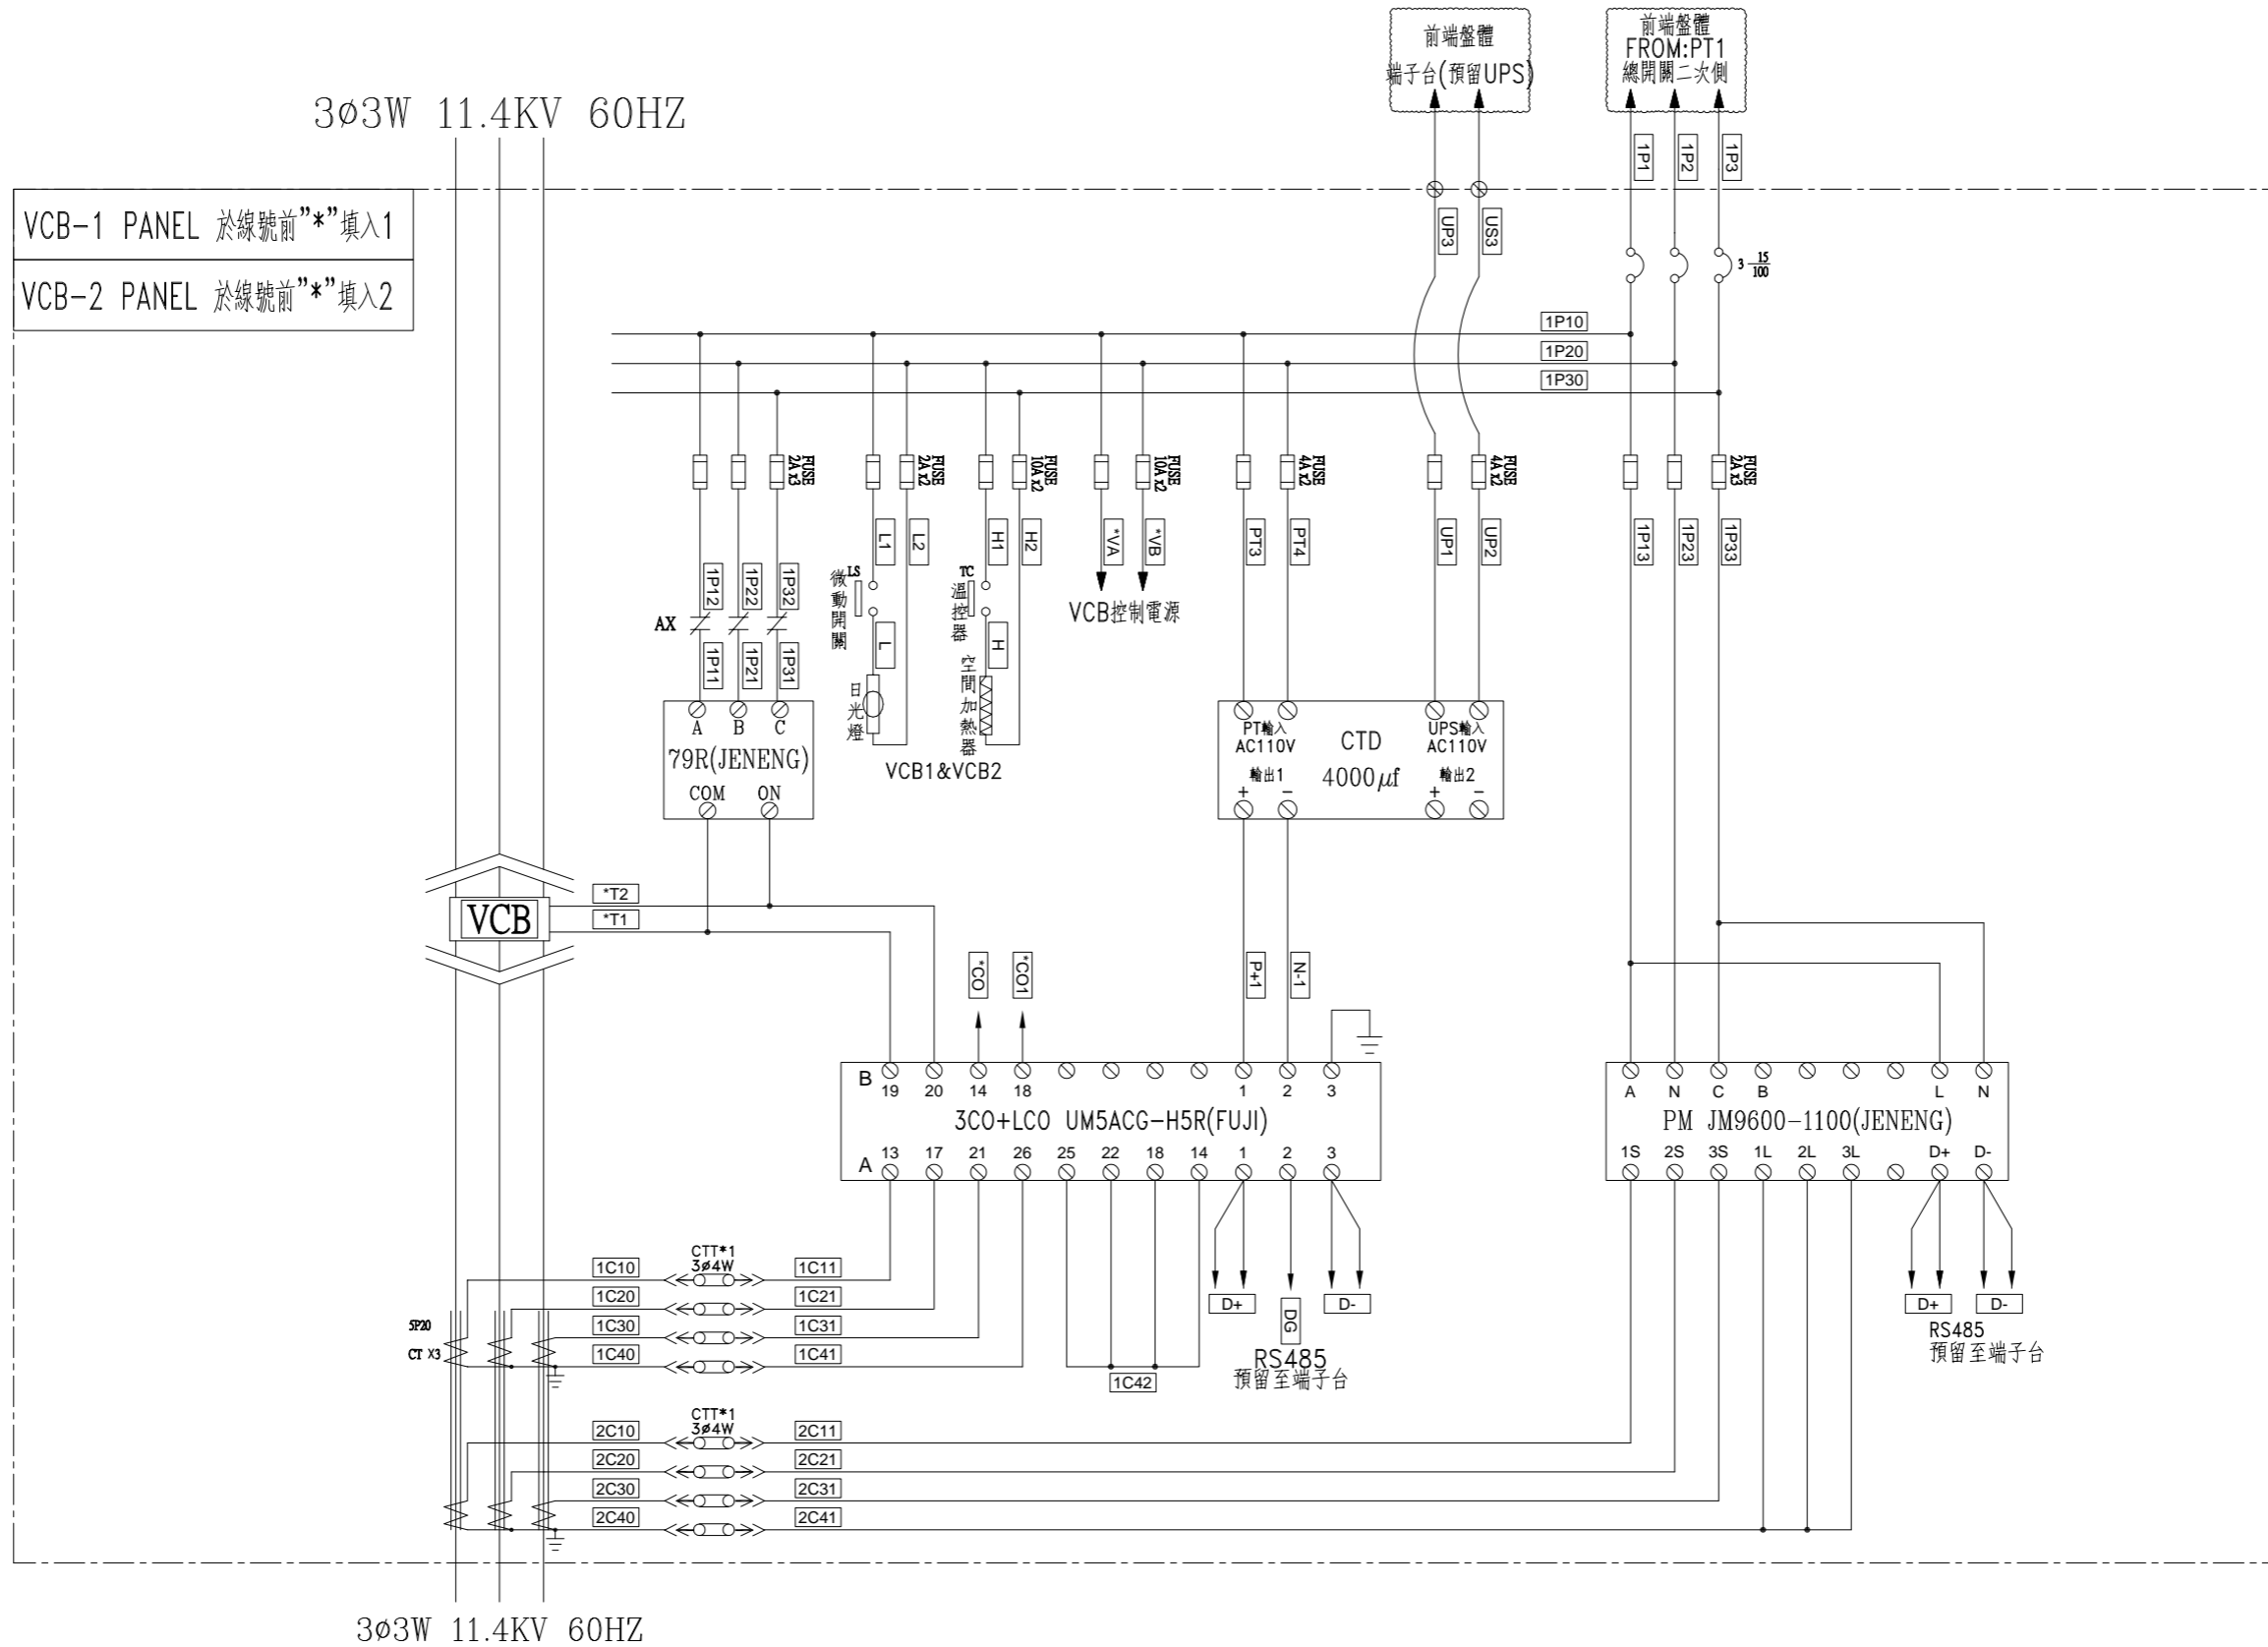 前端盤體
端子台(預留UPS)
前端盤體
FROM:PT1
總開關二次側
3ø3W 11.4KV 60HZ
1P1
1P2
1P3
VCB-1 PANEL 於線號前”*”填入1
VCB-2 PANEL 於線號前”*”填入2
UP3
US3
3 15/100
1P10
1P20
1P30
FUSE
2A x3
FUSE
2A x2
FUSE
10A x2
FUSE
10A x2
FUSE
4A x2
FUSE
4A x2
FUSE
2A x3
L1
L2
H1
H2
*VA
*VB
PT3
PT4
UP1
UP2
1P13
1P23
1P33
1P12
1P22
1P32
LS
微動開關
TC
溫控器
VCB控制電源
AX
1P11
1P21
1P31
L
H
日光燈
空間加熱器
A B C
79R(JENENG)
COM ON
VCB1&VCB2
PT輸入
AC110V
CTD
4000μf
UPS輸入
AC110V
輸出1
+ -
輸出2
+ -
*T2
*T1
VCB
*CO
*CO1
P+1
N-1
B
19 20 14 18 1 2 3
3CO+LCO UM5ACG-H5R(FUJI)
A
13 17 21 26 25 22 18 14 1 2 3
A N C B L N
PM JM9600-1100(JENENG)
1S 2S 3S 1L 2L 3L D+ D-
CTT*1
3ø4W
1C10
1C11
1C20
1C21
1C30
1C31
1C40
1C41
5P20
CT X3
1C42
D+
DG
D-
RS485
預留至端子台
D+
D-
RS485
預留至端子台
CTT*1
3ø4W
2C10
2C11
2C20
2C21
2C30
2C31
2C40
2C41
3ø3W 11.4KV 60HZ